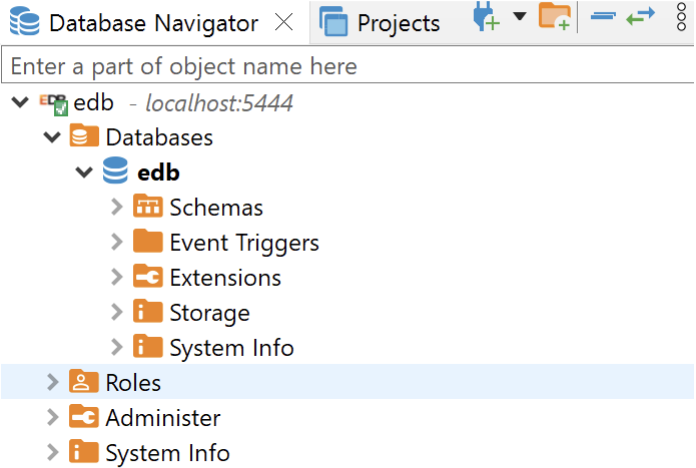 Database Navigator Projects
Enter a part of object name here
EDB edb - localhost:5444
Databases
edb
Schemas
Event Triggers
Extensions
Storage
System Info
Roles
Administer
System Info